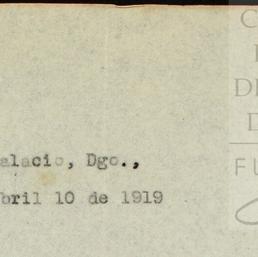 alacio, Dgo.,
bril 10 de 1919